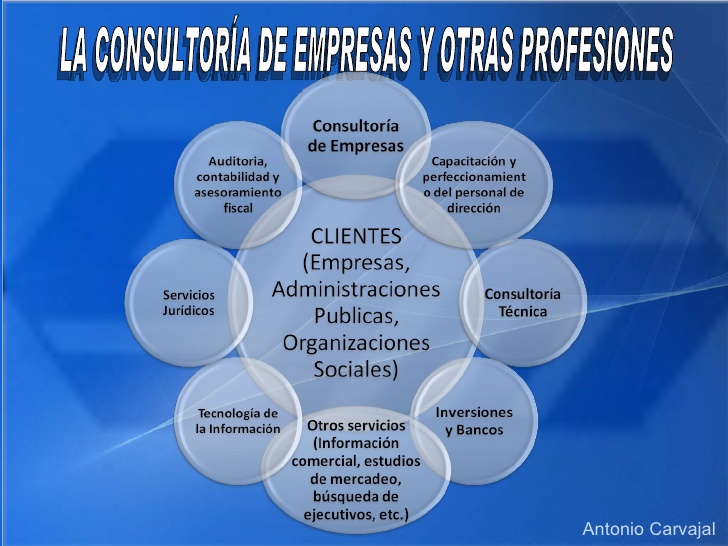 LA CONSULTORÍA DE EMPRESAS Y OTRAS PROFESIONES
Consultoría
de Empresas
Capacitación y
perfeccionamient
o del personal de
dirección
Consultoría
Técnica
Inversiones
y Bancos
Otros servicios
(Información
comercial, estudios
de mercadeo,
búsqueda de
ejecutivos, etc.)
Tecnología de
la Información
Servicios
Jurídicos
Auditoria,
contabilidad y
asesoramiento
fiscal
CLIENTES
(Empresas,
Administraciones
Publicas,
Organizaciones
Sociales)
Antonio Carvajal